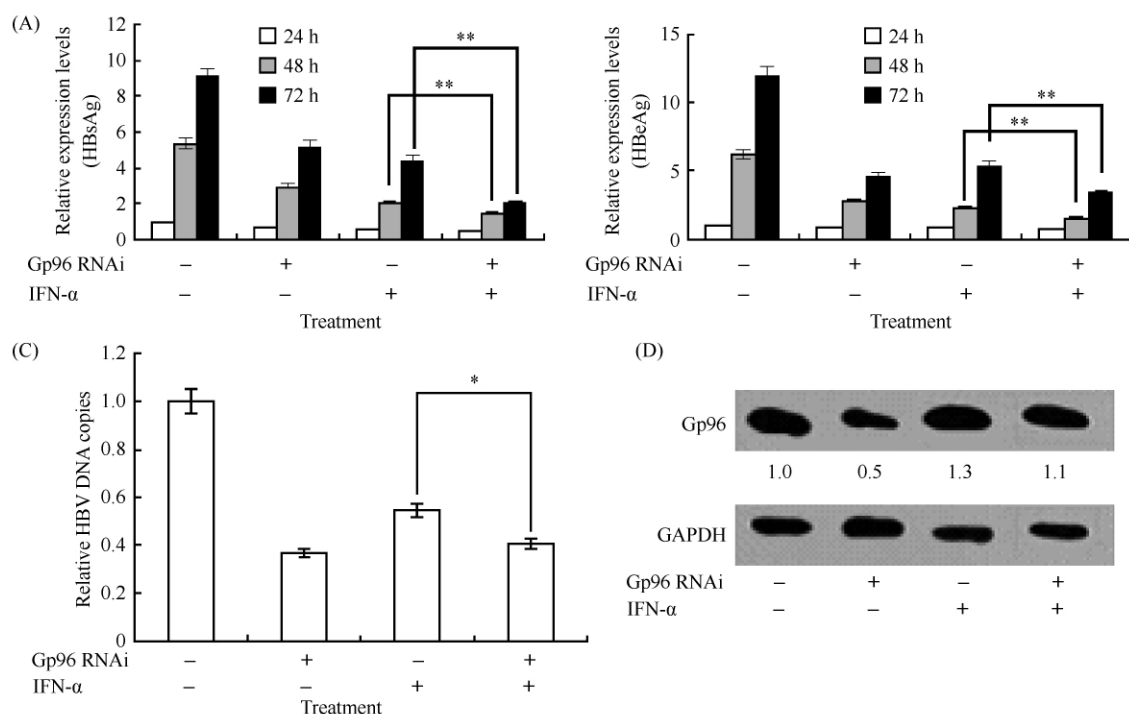 (A)
12
10
8
6
4
2
0
Relative expression levels
(HBsAg)
24 h
48 h
72 h
**
**
Gp96 RNAi – + – +
IFN-α – – + +
Treatment
15
10
5
0
Relative expression levels
(HBeAg)
24 h
48 h
72 h
**
**
Gp96 RNAi – + – +
IFN-α – – + +
Treatment
(C)
1.2
1.0
0.8
0.6
0.4
0.2
0
Relative HBV DNA copies
*
Gp96 RNAi – + – +
IFN-α – – + +
Treatment
(D)
Gp96
1.0 0.5 1.3 1.1
GAPDH
Gp96 RNAi – + – +
IFN-α – – + +